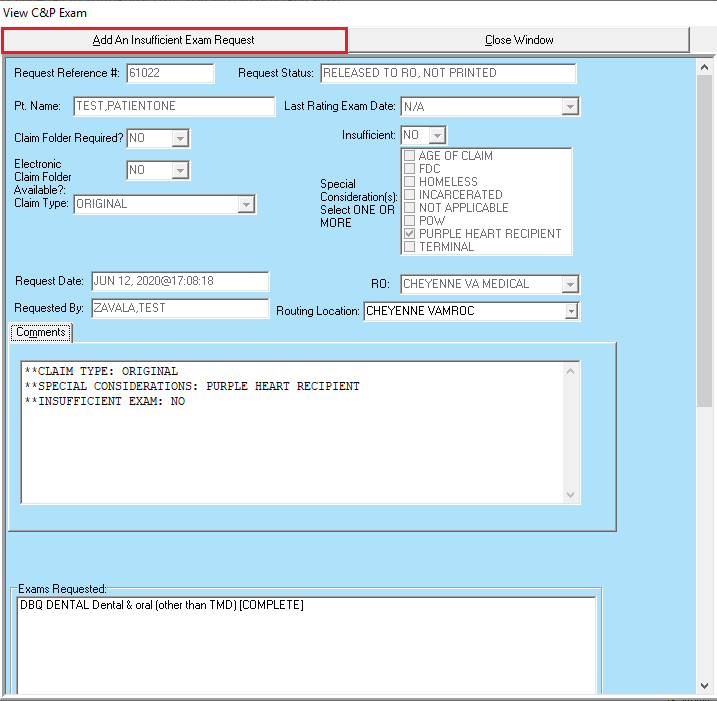 View C&P Exam
Add An Insufficient Exam Request
Close Window
Request Reference #: 61022
Request Status: RELEASED TO RO, NOT PRINTED
Pt. Name: TEST,PATIENTONE
Last Rating Exam Date: N/A
Claim Folder Required? NO
Insufficient: NO
Electronic
Claim Folder
Available?:
NO
Claim Type: ORIGINAL
Special
Consideration(s):
Select ONE OR
MORE
AGE OF CLAIM
FDC
HOMELESS
INCARCERATED
NOT APPLICABLE
POW
PURPLE HEART RECIPIENT
TERMINAL
Request Date: JUN 12, 2020@17:08:18
RO: CHEYENNE VA MEDICAL
Requested By: ZAVALA,TEST
Routing Location: CHEYENNE VAMROC
Comments
**CLAIM TYPE: ORIGINAL
**SPECIAL CONSIDERATIONS: PURPLE HEART RECIPIENT
**INSUFFICIENT EXAM: NO
Exams Requested:
DBQ DENTAL Dental & oral (other than TMD) [COMPLETE]